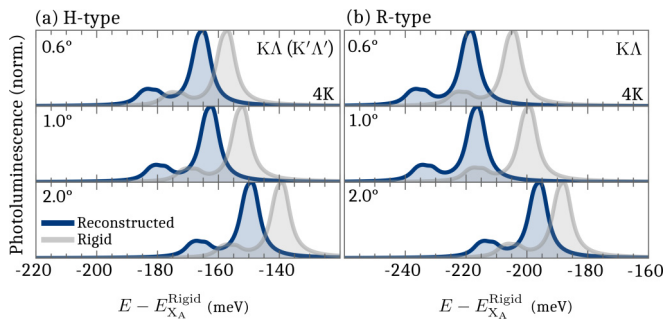 (a) H-type
(b) R-type
Photoluminescence (norm.)
0.6°
KΛ (K′Λ′)
4K
1.0°
2.0°
Reconstructed
Rigid
0.6°
KΛ
4K
1.0°
2.0°
-220 -200 -180 -160 -140
-240 -220 -200 -180 -160
E − E_{X_A}^{Rigid} (meV)
E − E_{X_A}^{Rigid} (meV)